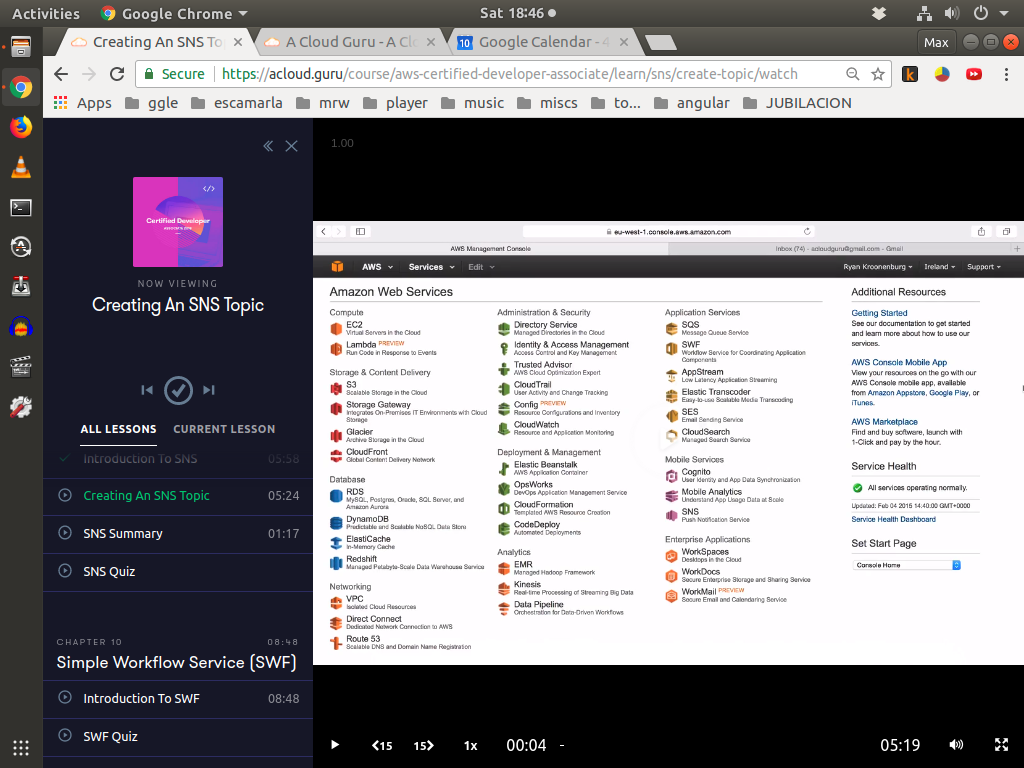 Activities Google Chrome Sat 18:46
Creating An SNS To A Cloud Guru - A Cl Google Calendar - 4 Max
Secure https://acloud.guru/course/aws-certified-developer-associate/learn/sns/create-topic/watch
Apps ggle escamarla mrw player music miscs to... angular JUBILACION
Certified Developer
NOW VIEWING
Creating An SNS Topic
ALL LESSONS CURRENT LESSON
Introduction To SNS 05:58
Creating An SNS Topic 05:24
SNS Summary 01:17
SNS Quiz
CHAPTER 10 08:48
Simple Workflow Service (SWF)
Introduction To SWF 08:48
SWF Quiz
1.00
eu-west-1.console.aws.amazon.com
AWS Management Console Inbox (74) - acloudguru@gmail.com - Gmail
AWS Services Edit Ryan Kroonenburg Ireland Support
Amazon Web Services
Compute
EC2
Virtual Servers in the Cloud
Lambda PREVIEW
Run Code in Response to Events
Storage & Content Delivery
S3
Scalable Storage in the Cloud
Storage Gateway
Integrates On-Premises IT Environments with Cloud
Storage
Glacier
Archive Storage in the Cloud
CloudFront
Global Content Delivery Network
Database
RDS
MySQL, Postgres, Oracle, SQL Server, and
Amazon Aurora
DynamoDB
Predictable and Scalable NoSQL Data Store
ElastiCache
In-Memory Cache
Redshift
Managed Petabyte-Scale Data Warehouse Service
Networking
VPC
Isolated Cloud Resources
Direct Connect
Dedicated Network Connection to AWS
Route 53
Scalable DNS and Domain Name Registration
Administration & Security
Directory Service
Managed Directories in the Cloud
Identity & Access Management
Access Control and Key Management
Trusted Advisor
AWS Cloud Optimization Expert
CloudTrail
User Activity and Change Tracking
Config PREVIEW
Resource Configurations and Inventory
CloudWatch
Resource and Application Monitoring
Deployment & Management
Elastic Beanstalk
AWS Application Container
OpsWorks
DevOps Application Management Service
CloudFormation
Templated AWS Resource Creation
CodeDeploy
Automated Deployments
Analytics
EMR
Managed Hadoop Framework
Kinesis
Real-time Processing of Streaming Big Data
Data Pipeline
Orchestration for Data-Driven Workflows
Application Services
SQS
Message Queue Service
SWF
Workflow Service for Coordinating Application
Components
AppStream
Low Latency Application Streaming
Elastic Transcoder
Easy-to-use Scalable Media Transcoding
SES
Email Sending Service
CloudSearch
Managed Search Service
Mobile Services
Cognito
User Identity and App Data Synchronization
Mobile Analytics
Understand App Usage Data at Scale
SNS
Push Notification Service
Enterprise Applications
WorkSpaces
Desktops in the Cloud
WorkDocs
Secure Enterprise Storage and Sharing Service
WorkMail PREVIEW
Secure Email and Calendaring Service
Additional Resources
Getting Started
See our documentation to get started
and learn more about how to use our
services.
AWS Console Mobile App
View your resources on the go with our
AWS Console mobile app, available
from Amazon Appstore, Google Play, or
iTunes.
AWS Marketplace
Find and buy software, launch with
1-Click and pay by the hour.
Service Health
All services operating normally.
Updated: Feb 04 2015 14:40:00 GMT+0000
Service Health Dashboard
Set Start Page
Console Home
15 15 1x 00:04 - 05:19